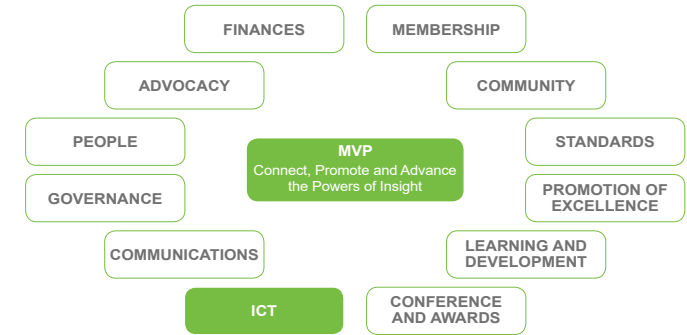 FINANCES
MEMBERSHIP
ADVOCACY
COMMUNITY
PEOPLE
STANDARDS
MVP
Connect, Promote and Advance
the Powers of Insight
GOVERNANCE
PROMOTION OF
EXCELLENCE
COMMUNICATIONS
LEARNING AND
DEVELOPMENT
ICT
CONFERENCE
AND AWARDS